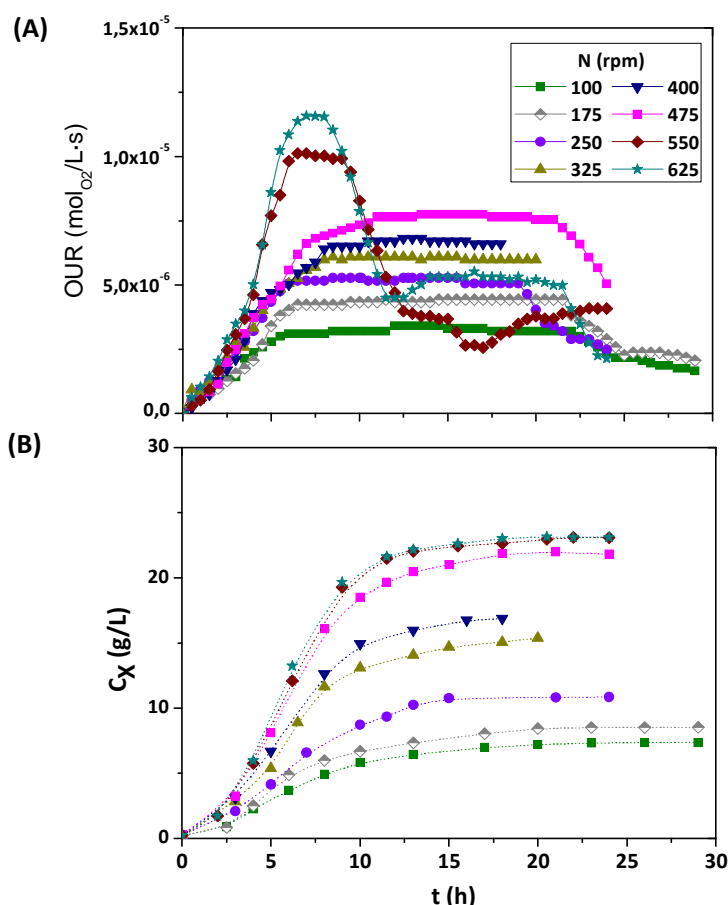 (A)
1,5x10⁻⁵
1,0x10⁻⁵
5,0x10⁻⁶
0,0
OUR (mol_O2/L·s)
N (rpm)
100 400
175 475
250 550
325 625
(B)
30
20
10
0
C_X (g/L)
0 5 10 15 20 25 30
t (h)